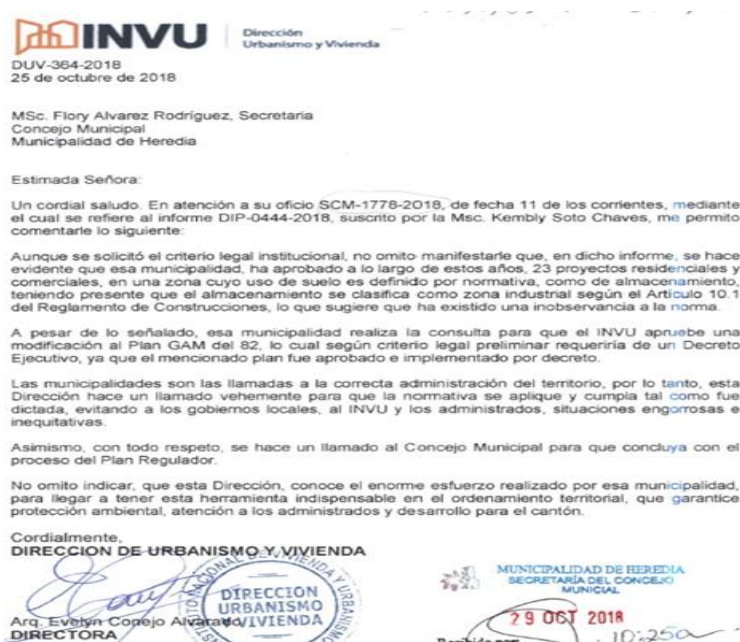 INVU
Dirección
Urbanismo y Vivienda
DUV-364-2018
25 de octubre de 2018
MSc. Flory Alvarez Rodríguez, Secretaria
Concejo Municipal
Municipalidad de Heredia
Estimada Señora:
Un cordial saludo. En atención a su oficio SCM-1778-2018, de fecha 11 de los corrientes, mediante
el cual se refiere al informe DIP-0444-2018, suscrito por la Msc. Kembly Soto Chaves, me permito
comentarle lo siguiente:
Aunque se solicitó el criterio legal institucional, no omito manifestarle que, en dicho informe, se hace
evidente que esa municipalidad, ha aprobado a lo largo de estos años, 23 proyectos residenciales y
comerciales, en una zona cuyo uso de suelo es definido por normativa, como de almacenamiento,
teniendo presente que el almacenamiento se clasifica como zona industrial según el Artículo 10.1
del Reglamento de Construcciones, lo que sugiere que ha existido una inobservancia a la norma.
A pesar de lo señalado, esa municipalidad realiza la consulta para que el INVU apruebe una
modificación al Plan GAM del 82, lo cual según criterio legal preliminar requeriría de un Decreto
Ejecutivo, ya que el mencionado plan fue aprobado e implementado por decreto.
Las municipalidades son las llamadas a la correcta administración del territorio, por lo tanto, esta
Dirección hace un llamado vehemente para que la normativa se aplique y cumpla tal como fue
dictada, evitando a los gobiernos locales, al INVU y los administrados, situaciones engorrosas e
inequitativas.
Asimismo, con todo respeto, se hace un llamado al Concejo Municipal para que concluya con el
proceso del Plan Regulador.
No omito indicar, que esta Dirección, conoce el enorme esfuerzo realizado por esa municipalidad,
para llegar a tener esta herramienta indispensable en el ordenamiento territorial, que garantice
protección ambiental, atención a los administrados y desarrollo para el cantón.
Cordialmente,
DIRECCION DE URBANISMO Y VIVIENDA
DIRECCION
URBANISMO
Y VIVIENDA
Arq. Evelyn Conejo Alvarado
DIRECTORA
MUNICIPALIDAD DE HEREDIA
SECRETARÍA DEL CONCEJO
MUNICIAL
29 OCT 2018
Recibido por
10:25a